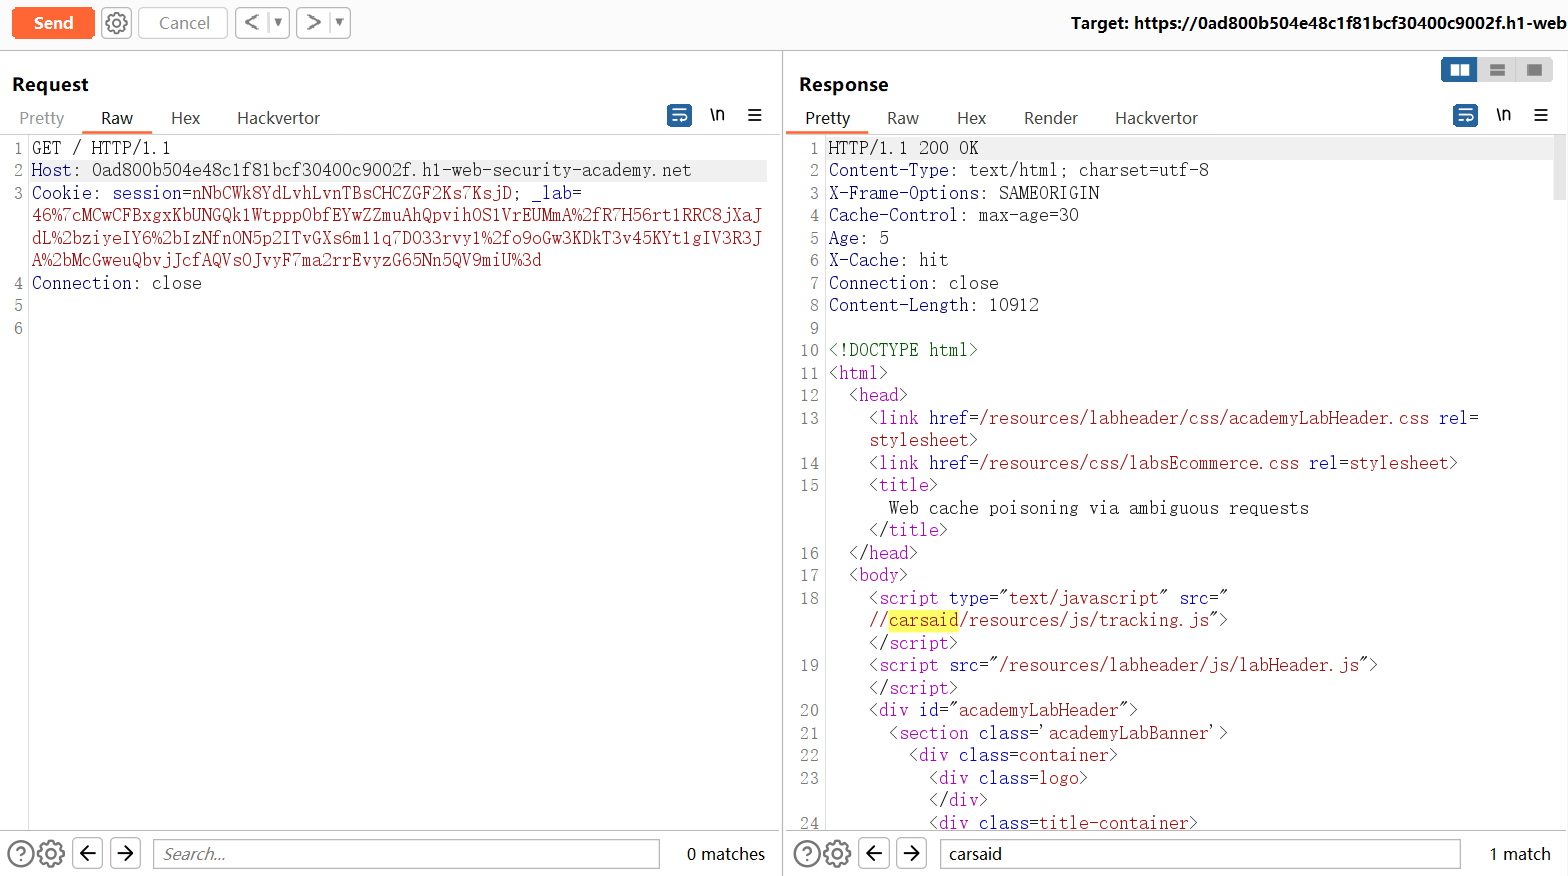 Send
Cancel
Target: https://0ad800b504e48c1f81bcf30400c9002f.h1-web
Request
Pretty Raw Hex Hackvertor
\n
1 GET / HTTP/1.1
2 Host: 0ad800b504e48c1f81bcf30400c9002f.h1-web-security-academy.net
3 Cookie: session=nNbCWk8YdLvhLvnTBsCHCZGF2Ks7KsjD; _lab=
46%7cMCwCFBxgxKbUNGQk1WtpppObfEYwZZmuAhQpvihOS1VrEUMmA%2fR7H56rt1RRC8jXaJ
dL%2bziyeIY6%2bIzNfnON5p2ITvGXs6m11q7DO33rvy1%2fo9oGw3KDkT3v45KYt1gIV3R3J
A%2bMcGweuQbvjJcfAQVsOJvyF7ma2rrEvyzG65Nn5QV9miU%3d
4 Connection: close
5
6
Search...
0 matches
Response
Pretty Raw Hex Render Hackvertor
\n
1 HTTP/1.1 200 OK
2 Content-Type: text/html; charset=utf-8
3 X-Frame-Options: SAMEORIGIN
4 Cache-Control: max-age=30
5 Age: 5
6 X-Cache: hit
7 Connection: close
8 Content-Length: 10912
9
10 <!DOCTYPE html>
11 <html>
12 <head>
13 <link href=/resources/labheader/css/academyLabHeader.css rel=
stylesheet>
14 <link href=/resources/css/labsEcommerce.css rel=stylesheet>
15 <title>
Web cache poisoning via ambiguous requests
</title>
16 </head>
17 <body>
18 <script type="text/javascript" src="
//carsaid/resources/js/tracking.js">
</script>
19 <script src="/resources/labheader/js/labHeader.js">
</script>
20 <div id="academyLabHeader">
21 <section class='academyLabBanner'>
22 <div class=container>
23 <div class=logo>
</div>
24 <div class=title-container>
carsaid
1 match